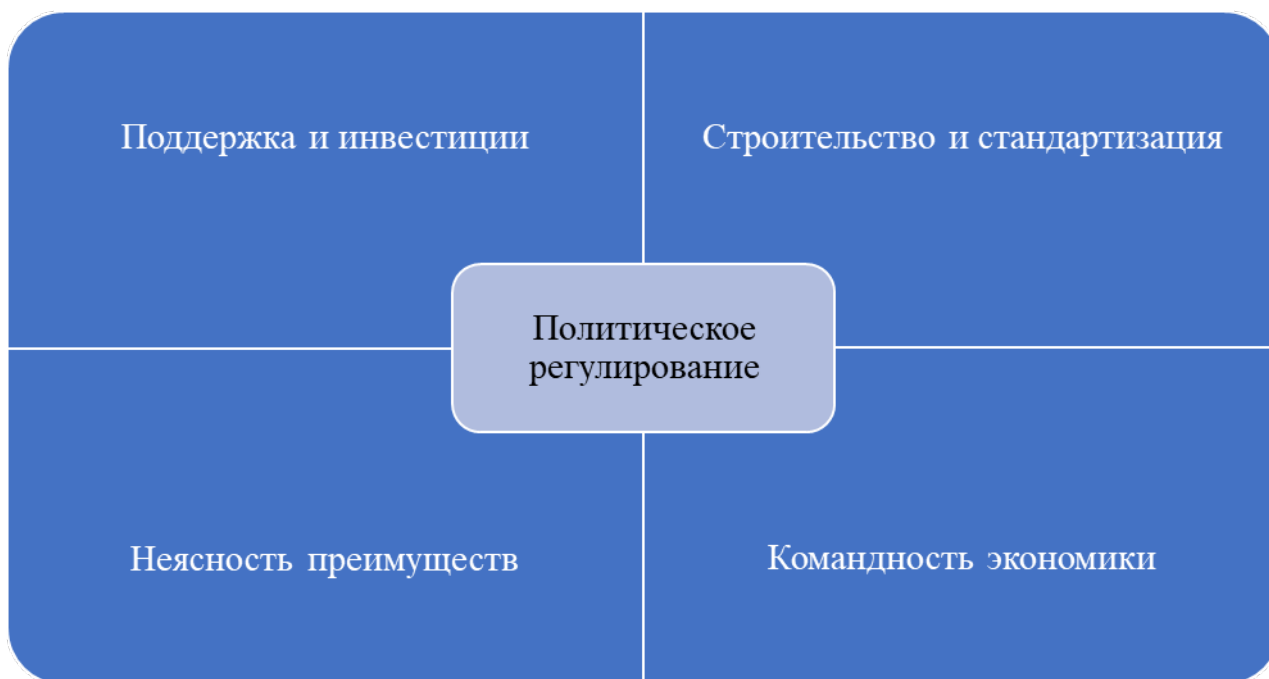 Поддержка и инвестиции
Строительство и стандартизация
Политическое
регулирование
Неясность преимуществ
Командность экономики